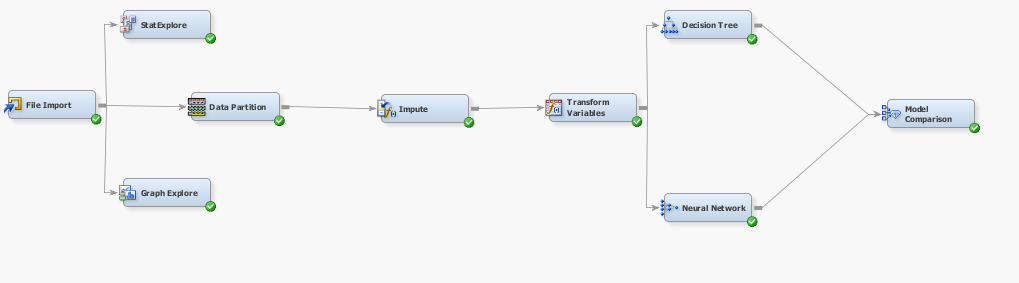 StatExplore
Decision Tree
File Import
Data Partition
Impute
Transform
Variables
Model
Comparison
Graph Explore
Neural Network